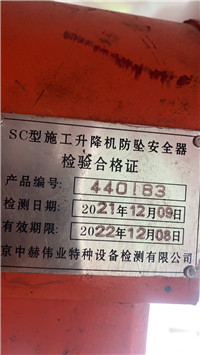 SC型施工升降机防坠安全器
检验合格证
产品编号: 440183
检测日期: 2021年12月09日
有效期限: 2022年12月08日
京中赫伟业特种设备检测有限公司